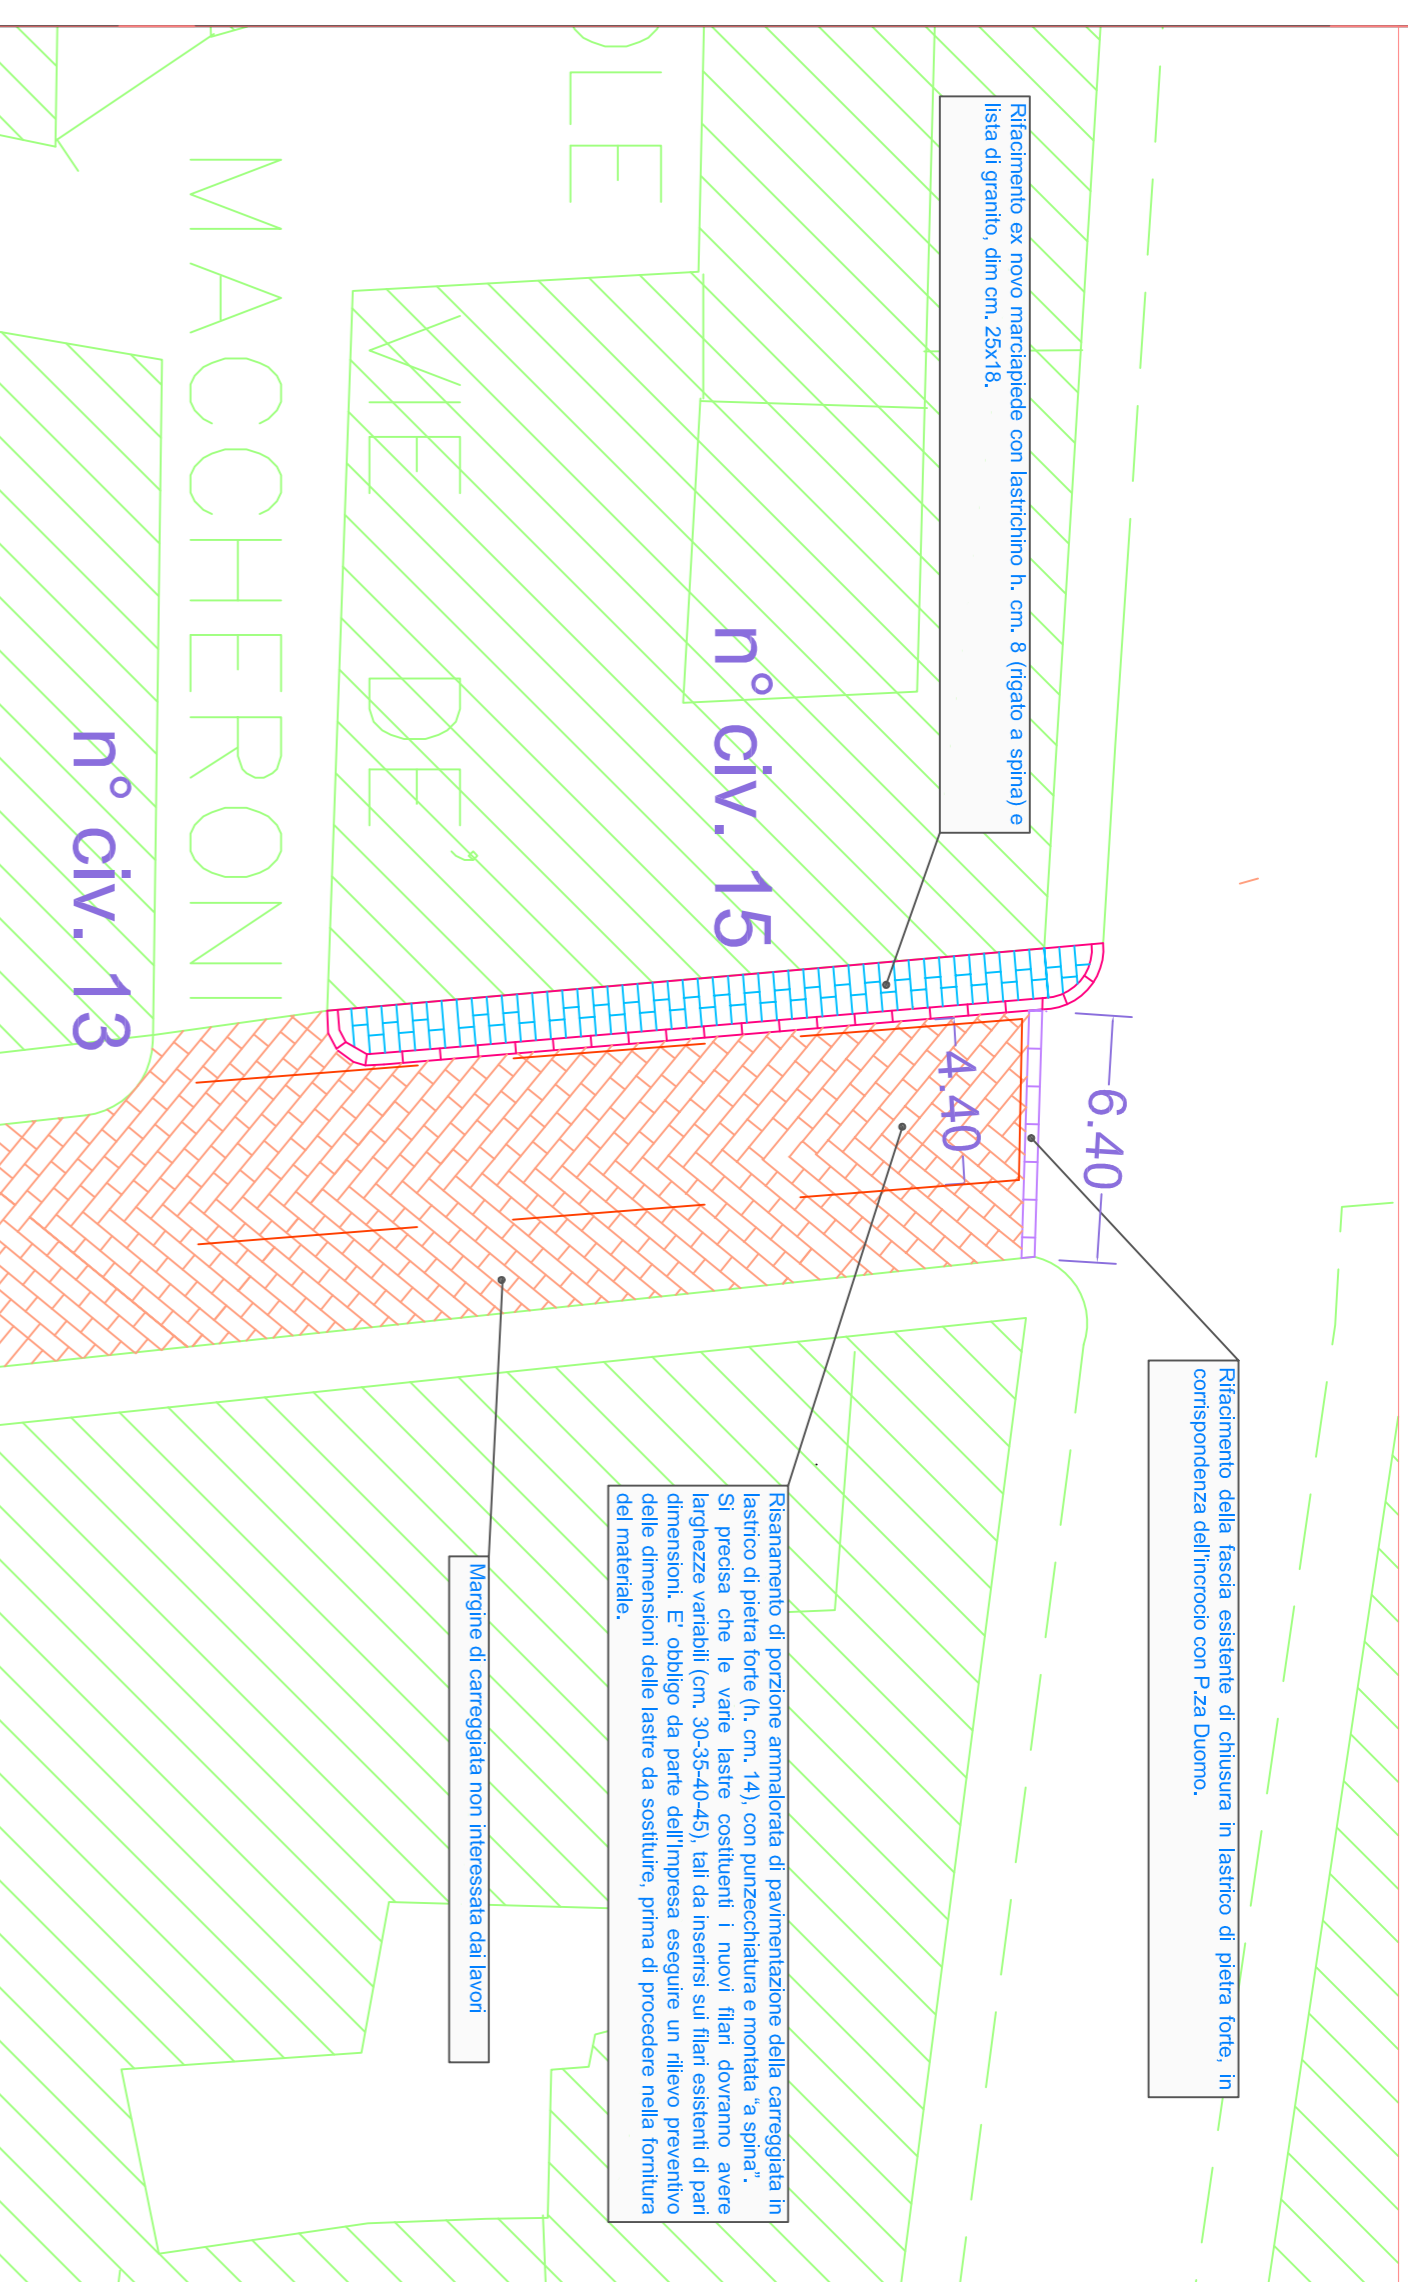 Rifacimento ex novo marciapiede con lastrichino h. cm. 8 (rigato a spina) e
lista di granito, dim cm. 25x18.
OLE
VIE DE'
MACCHERONI
n° civ. 15
n° civ. 13
6.40
4.40
Rifacimento della fascia esistente di chiusura in lastrico di pietra forte, in
corrispondenza dell'incrocio con P.za Duomo.
Risanamento di porzione ammalorata di pavimentazione della carreggiata in
lastrico di pietra forte (h. cm. 14), con punzecchiatura e montata “a spina”.
Si precisa che le varie lastre costituenti i nuovi filari dovranno avere
larghezze variabili (cm. 30-35-40-45), tali da inserirsi sui filari esistenti di pari
dimensioni. E' obbligo da parte dell'Impresa eseguire un rilievo preventivo
delle dimensioni delle lastre da sostituire, prima di procedere nella fornitura
del materiale.
Margine di carreggiata non interessata dai lavori